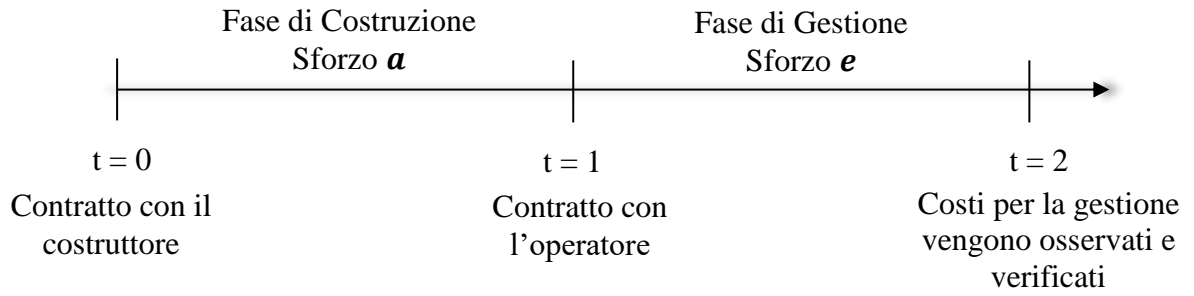 Fase di Costruzione
Sforzo a
Fase di Gestione
Sforzo e
t = 0
Contratto con il
costruttore
t = 1
Contratto con
l’operatore
t = 2
Costi per la gestione
vengono osservati e
verificati